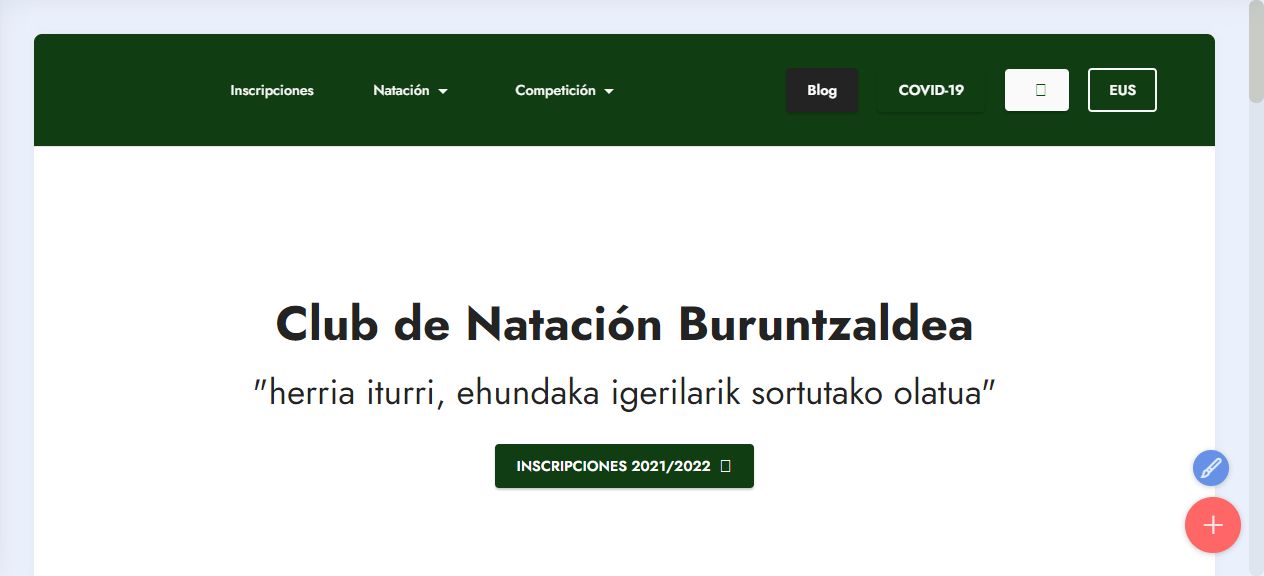 Inscripciones
Natación
Competición
Blog
COVID-19
EUS
Club de Natación Buruntzaldea
"herria iturri, ehundaka igerilarik sortutako olatua"
INSCRIPCIONES 2021/2022